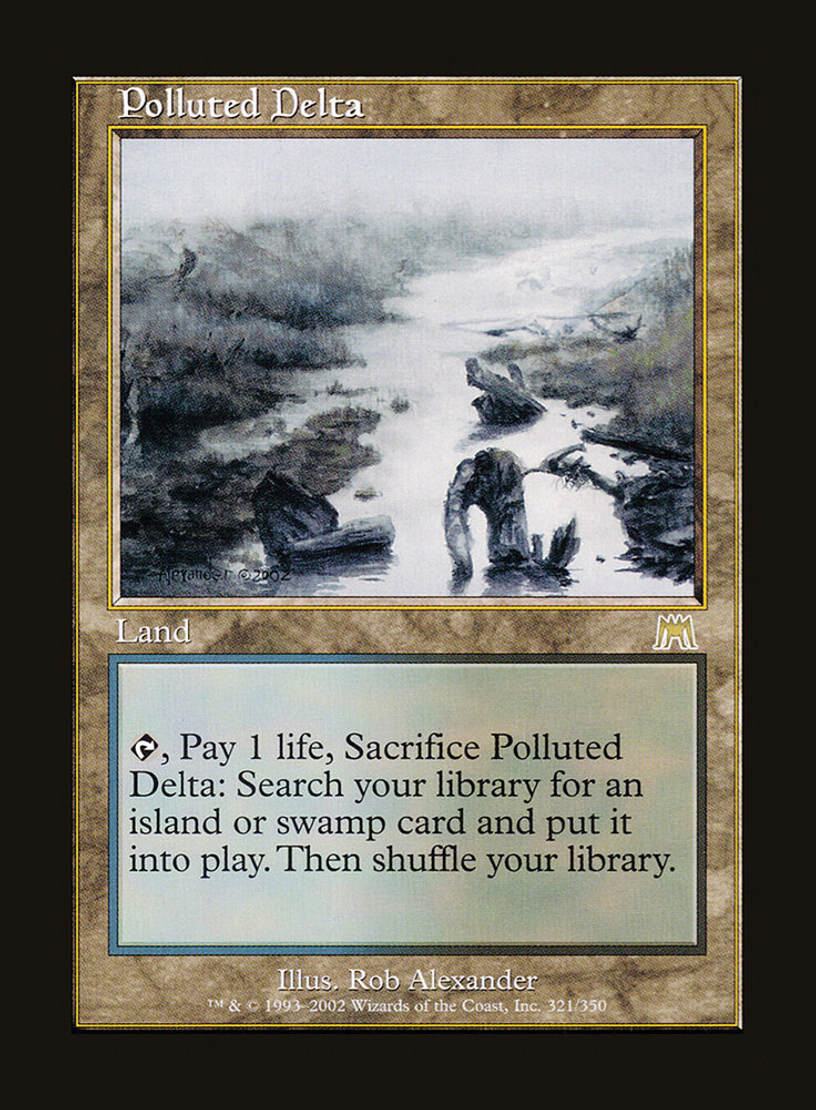 Polluted Delta
Alexander ©2002
Land
, Pay 1 life, Sacrifice Polluted
Delta: Search your library for an
island or swamp card and put it
into play. Then shuffle your library.
Illus. Rob Alexander
™ & © 1993–2002 Wizards of the Coast, Inc. 321/350